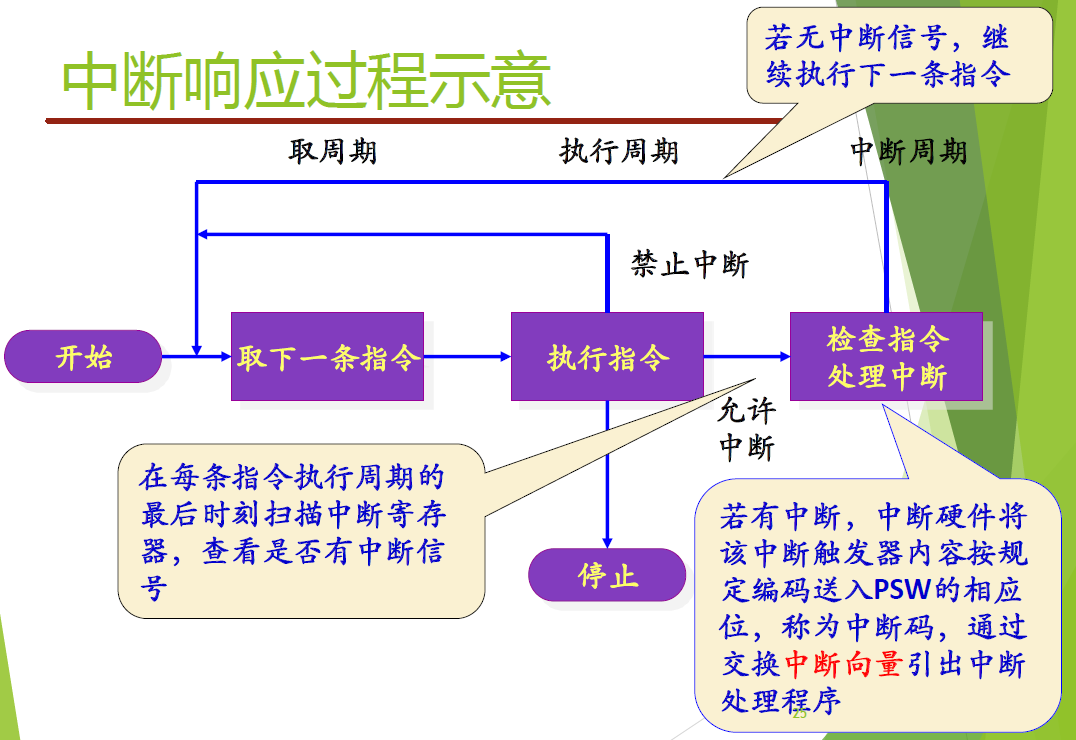 中断响应过程示意
若无中断信号，继
续执行下一条指令
取周期
执行周期
中断周期
禁止中断
开始
取下一条指令
执行指令
检查指令
处理中断
允许
中断
在每条指令执行周期的
最后时刻扫描中断寄存
器，查看是否有中断信
号
停止
若有中断，中断硬件将
该中断触发器内容按规
定编码送入PSW的相应
位，称为中断码，通过
交换中断向量引出中断
处理程序
25